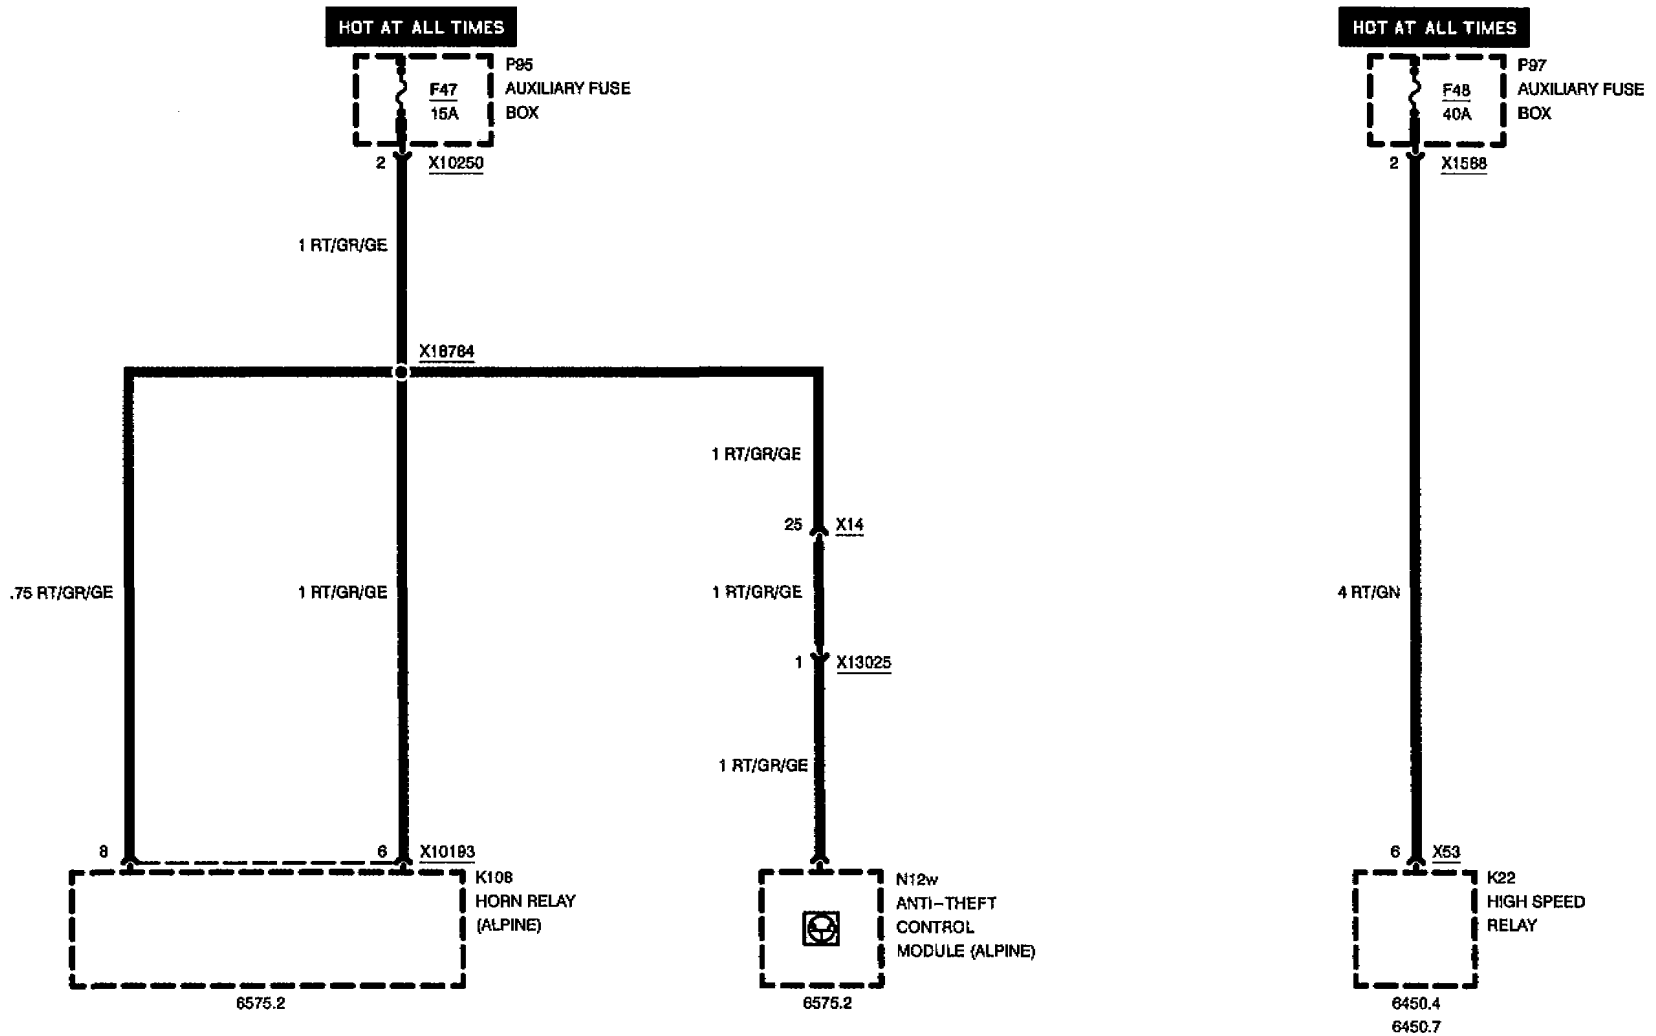 HOT AT ALL TIMES
HOT AT ALL TIMES
P95
AUXILIARY FUSE
BOX
F47
15A
P97
AUXILIARY FUSE
BOX
F48
40A
2 X10250
2 X1588
1 RT/GR/GE
X18784
1 RT/GR/GE
25 X14
.75 RT/GR/GE
1 RT/GR/GE
1 RT/GR/GE
4 RT/GN
1 X13025
1 RT/GR/GE
8
6 X10193
6 X53
K108
HORN RELAY
(ALPINE)
N12w
ANTI-THEFT
CONTROL
MODULE (ALPINE)
K22
HIGH SPEED
RELAY
6575.2
6575.2
6450.4
6450.7